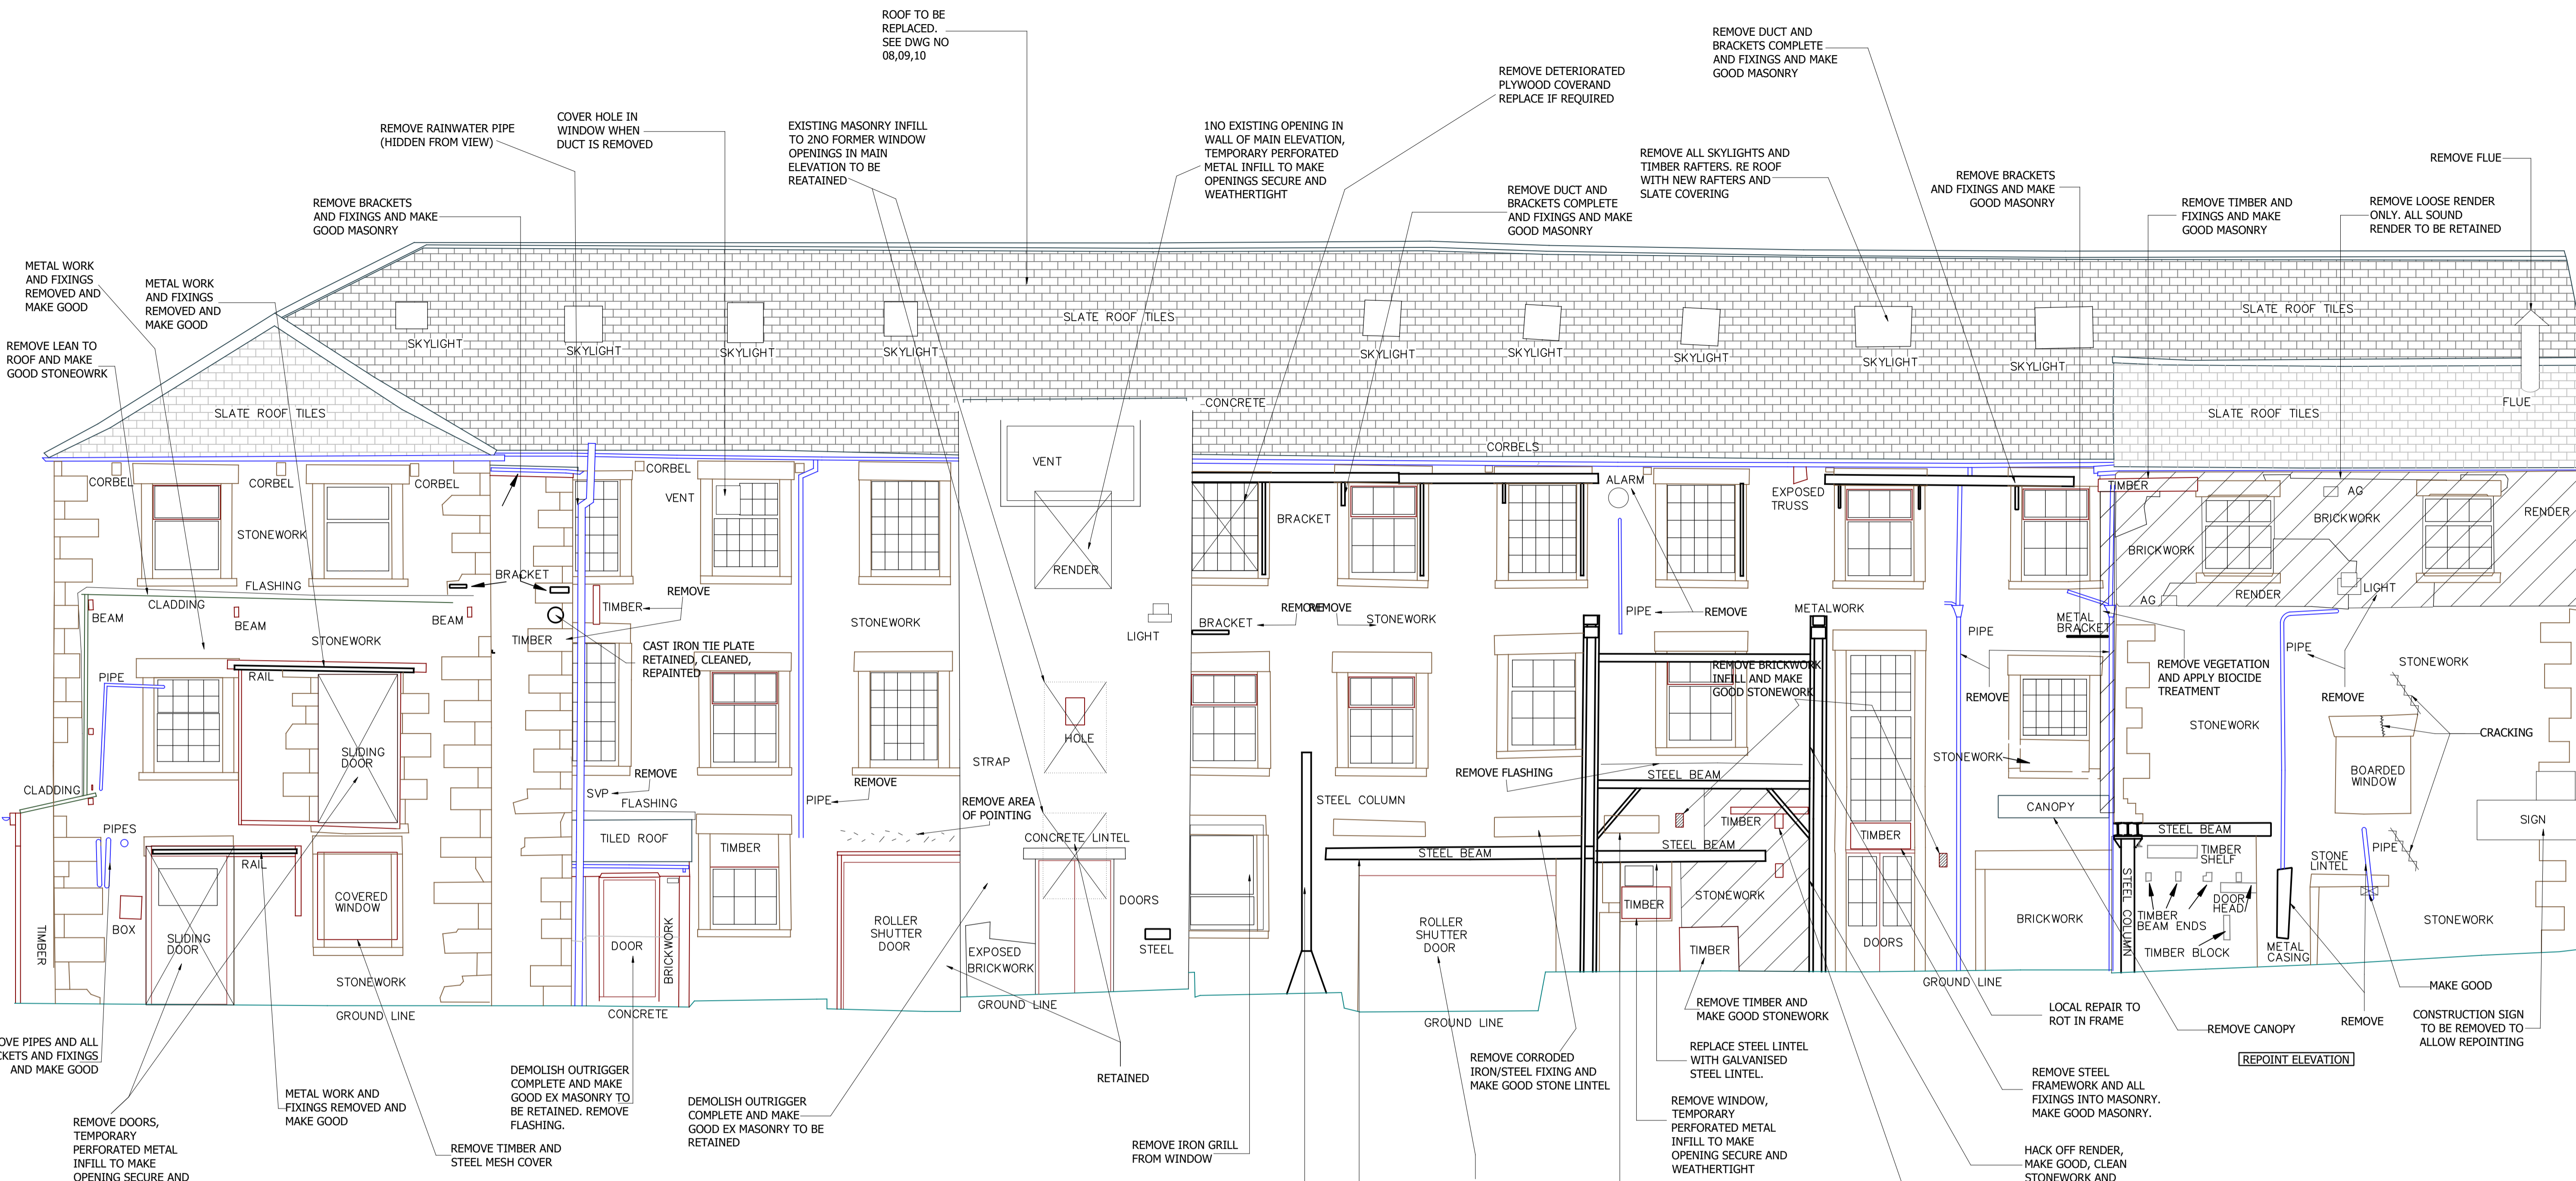 ROOF TO BE
REPLACED.
SEE DWG NO
08,09,10
REMOVE DUCT AND
BRACKETS COMPLETE
AND FIXINGS AND MAKE
GOOD MASONRY
REMOVE DETERIORATED
PLYWOOD COVERAND
REPLACE IF REQUIRED
COVER HOLE IN
WINDOW WHEN
DUCT IS REMOVED
REMOVE RAINWATER PIPE
(HIDDEN FROM VIEW)
EXISTING MASONRY INFILL
TO 2NO FORMER WINDOW
OPENINGS IN MAIN
ELEVATION TO BE
REATAINED
1NO EXISTING OPENING IN
WALL OF MAIN ELEVATION,
TEMPORARY PERFORATED
METAL INFILL TO MAKE
OPENINGS SECURE AND
WEATHERTIGHT
REMOVE ALL SKYLIGHTS AND
TIMBER RAFTERS. RE ROOF
WITH NEW RAFTERS AND
SLATE COVERING
REMOVE FLUE
REMOVE BRACKETS
AND FIXINGS AND MAKE
GOOD MASONRY
REMOVE DUCT AND
BRACKETS COMPLETE
AND FIXINGS AND MAKE
GOOD MASONRY
REMOVE BRACKETS
AND FIXINGS AND MAKE
GOOD MASONRY
REMOVE TIMBER AND
FIXINGS AND MAKE
GOOD MASONRY
REMOVE LOOSE RENDER
ONLY. ALL SOUND
RENDER TO BE RETAINED
METAL WORK
AND FIXINGS
REMOVED AND
MAKE GOOD
METAL WORK
AND FIXINGS
REMOVED AND
MAKE GOOD
REMOVE LEAN TO
ROOF AND MAKE
GOOD STONEOWRK
SLATE ROOF TILES
SLATE ROOF TILES
SKYLIGHT
SKYLIGHT
SKYLIGHT
SKYLIGHT
SKYLIGHT
SKYLIGHT
SKYLIGHT
SKYLIGHT
SKYLIGHT
SLATE ROOF TILES
SLATE ROOF TILES
FLUE
CONCRETE
CORBELS
VENT
CORBEL
CORBEL
CORBEL
CORBEL
VENT
ALARM
EXPOSED
TRUSS
TIMBER
AG
BRICKWORK
RENDER
BRACKET
STONEWORK
BRICKWORK
FLASHING
BRACKET
RENDER
LIGHT
RENDER
AG
CLADDING
BEAM
BEAM
BEAM
STONEWORK
TIMBER
REMOVE
TIMBER
STONEWORK
LIGHT
BRACKET
REMOVE
REMOVE
STONEWORK
PIPE
REMOVE
METALWORK
PIPE
METAL
BRACKET
CAST IRON TIE PLATE
RETAINED, CLEANED,
REPAINTED
REMOVE BRICKWORK
INFILL AND MAKE
GOOD STONEWORK
REMOVE VEGETATION
AND APPLY BIOCIDE
TREATMENT
PIPE
STONEWORK
PIPE
RAIL
REMOVE
REMOVE
SLIDING
DOOR
HOLE
STONEWORK
CRACKING
STONEWORK
STRAP
REMOVE
REMOVE
REMOVE FLASHING
STEEL BEAM
BOARDED
WINDOW
CLADDING
SVP
FLASHING
PIPE
REMOVE AREA
OF POINTING
STEEL COLUMN
CANOPY
SIGN
PIPES
TILED ROOF
TIMBER
CONCRETE LINTEL
STEEL BEAM
TIMBER
STEEL BEAM
TIMBER
STEEL BEAM
TIMBER
SHELF
STONE
LINTEL
PIPE
RAIL
COVERED
WINDOW
DOORS
TIMBER
STONEWORK
STEEL COLUMN
DOOR
HEAD
TIMBER
BEAM ENDS
TIMBER
BOX
SLIDING
DOOR
DOOR
BRICKWORK
ROLLER
SHUTTER
DOOR
EXPOSED
BRICKWORK
STEEL
ROLLER
SHUTTER
DOOR
TIMBER
DOORS
BRICKWORK
TIMBER BLOCK
METAL
CASING
STONEWORK
STONEWORK
GROUND LINE
CONCRETE
GROUND LINE
GROUND LINE
GROUND LINE
MAKE GOOD
REMOVE TIMBER AND
MAKE GOOD STONEWORK
LOCAL REPAIR TO
ROT IN FRAME
REMOVE CANOPY
REMOVE
CONSTRUCTION SIGN
TO BE REMOVED TO
ALLOW REPOINTING
OVE PIPES AND ALL
CKETS AND FIXINGS
AND MAKE GOOD
REPOINT ELEVATION
DEMOLISH OUTRIGGER
COMPLETE AND MAKE
GOOD EX MASONRY TO
BE RETAINED. REMOVE
FLASHING.
RETAINED
REMOVE CORRODED
IRON/STEEL FIXING AND
MAKE GOOD STONE LINTEL
REPLACE STEEL LINTEL
WITH GALVANISED
STEEL LINTEL.
REMOVE STEEL
FRAMEWORK AND ALL
FIXINGS INTO MASONRY.
MAKE GOOD MASONRY.
METAL WORK AND
FIXINGS REMOVED AND
MAKE GOOD
DEMOLISH OUTRIGGER
COMPLETE AND MAKE
GOOD EX MASONRY TO BE
RETAINED
REMOVE WINDOW,
TEMPORARY
PERFORATED METAL
INFILL TO MAKE
OPENING SECURE AND
WEATHERTIGHT
REMOVE DOORS,
TEMPORARY
PERFORATED METAL
INFILL TO MAKE
OPENING SECURE AND
REMOVE TIMBER AND
STEEL MESH COVER
REMOVE IRON GRILL
FROM WINDOW
HACK OFF RENDER,
MAKE GOOD, CLEAN
STONEWORK AND